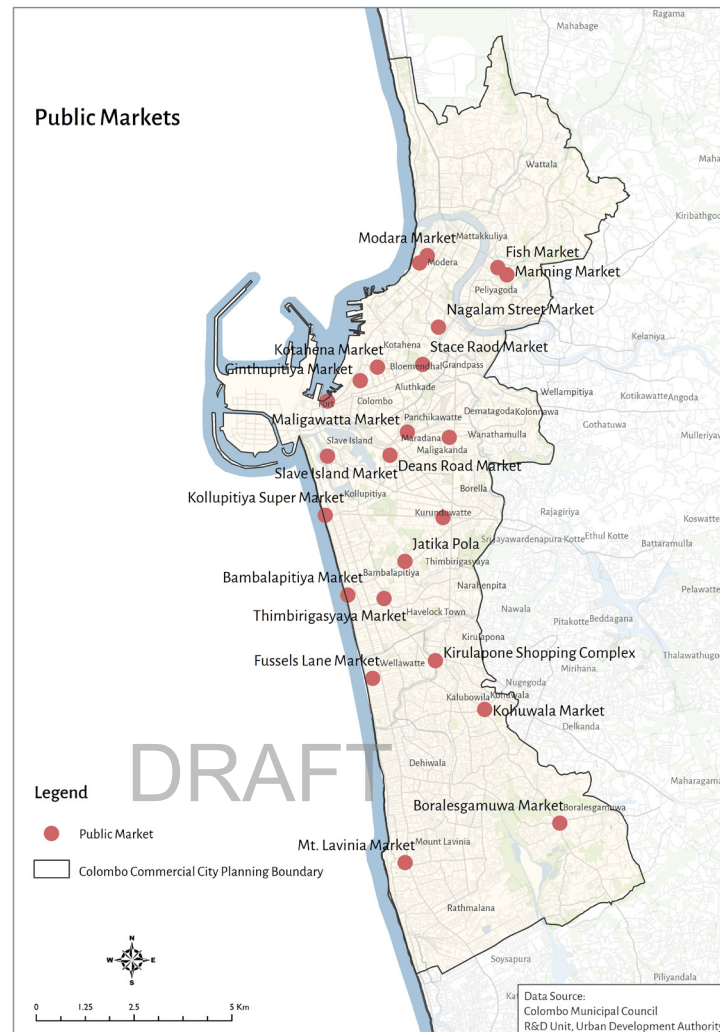 Ragama
Mahabage
Public Markets
Wattala
Maha
Kiribathgod
Mattakkuliya
Modara Market
Fish Market
Modera
Manning Market
Peliyagoda
Nagalam Street Market
Kelaniya
Kotahena
Stace Raod Market
Kotahena Market
Bloemendhal
Grandpass
Ginthupitiya Market
Aluthkade
Wellampitiya
Kotikawatte
Angoda
Fort
Colombo
Dematagoda
Kolonnawa
Maligawatta Market
Panchikawatte
Gothatuwa
Slave Island
Maradana
Wanathamulla
Mulleriyav
Maligakanda
Deans Road Market
Slave Island Market
Borella
Kollupitiya Super Market
Kollupitiya
Kurunduwatte
Rajagiriya
Koswatte
Sri Jayawardenapura Kotte
Ethul Kotte
Battaramulla
Jatika Pola
Thimbirigasyaya
Bambalapitiya
Bambalapitiya Market
Narahenpita
Pelawatte
Nawala
Thimbirigasyaya Market
Havelock Town
Beddagana
Pitakotte
Kirulapona
Kirulapone Shopping Complex
Thalawathugo
Fussels Lane Market
Wellawatte
Mirihana
Nugegoda
Kalubowila
Kohuwala
Kohuwala Market
Delkanda
DRAFT
Dehiwala
Maharagama
Legend
Boralesgamuwa Market
Boralesgamuwa
Public Market
Mt. Lavinia Market
Mount Lavinia
Colombo Commercial City Planning Boundary
Rathmalana
N
W
E
S
Soysapura
Piliyandala
Data Source:
Colombo Municipal Council
R&D Unit, Urban Development Authority
0 1.25 2.5 5 Km